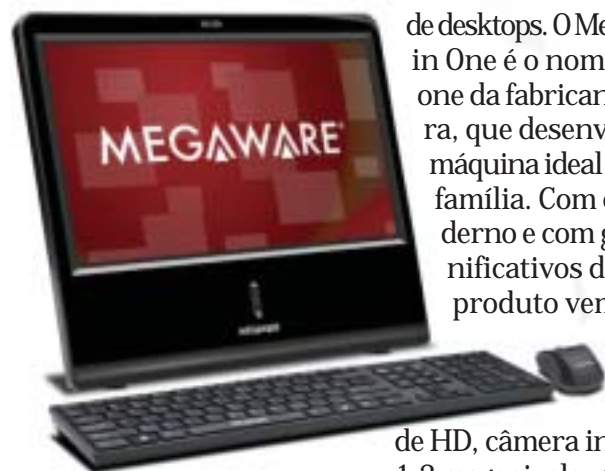 MEGAWARE
de desktops. O Me
in One é o nom
one da fabrican
ra, que desenv
máquina ideal
família. Com
derno e com g
nificativos d
produto ven
de HD, câmera in